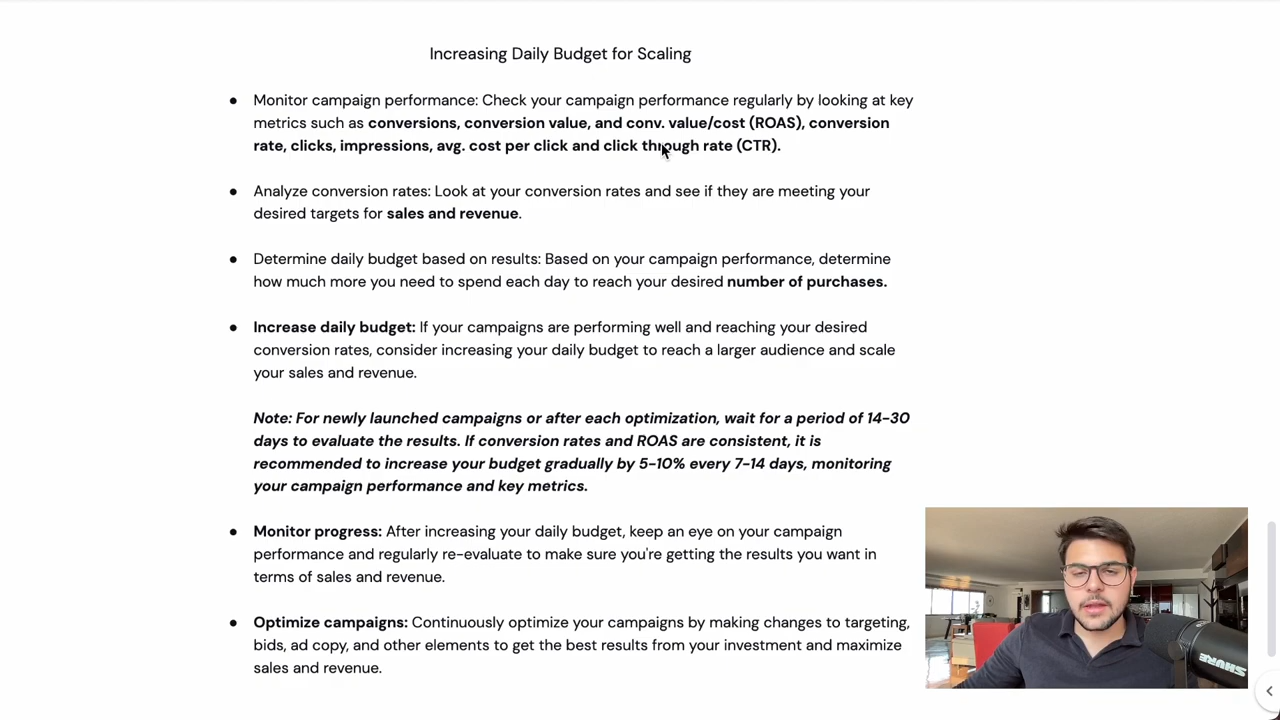 Increasing Daily Budget for Scaling
● Monitor campaign performance: Check your campaign performance regularly by looking at key
metrics such as conversions, conversion value, and conv. value/cost (ROAS), conversion
rate, clicks, impressions, avg. cost per click and click through rate (CTR).
● Analyze conversion rates: Look at your conversion rates and see if they are meeting your
desired targets for sales and revenue.
● Determine daily budget based on results: Based on your campaign performance, determine
how much more you need to spend each day to reach your desired number of purchases.
● Increase daily budget: If your campaigns are performing well and reaching your desired
conversion rates, consider increasing your daily budget to reach a larger audience and scale
your sales and revenue.
Note: For newly launched campaigns or after each optimization, wait for a period of 14-30
days to evaluate the results. If conversion rates and ROAS are consistent, it is
recommended to increase your budget gradually by 5-10% every 7-14 days, monitoring
your campaign performance and key metrics.
● Monitor progress: After increasing your daily budget, keep an eye on your campaign
performance and regularly re-evaluate to make sure you're getting the results you want in
terms of sales and revenue.
● Optimize campaigns: Continuously optimize your campaigns by making changes to targeting,
bids, ad copy, and other elements to get the best results from your investment and maximize
sales and revenue.
SHURE